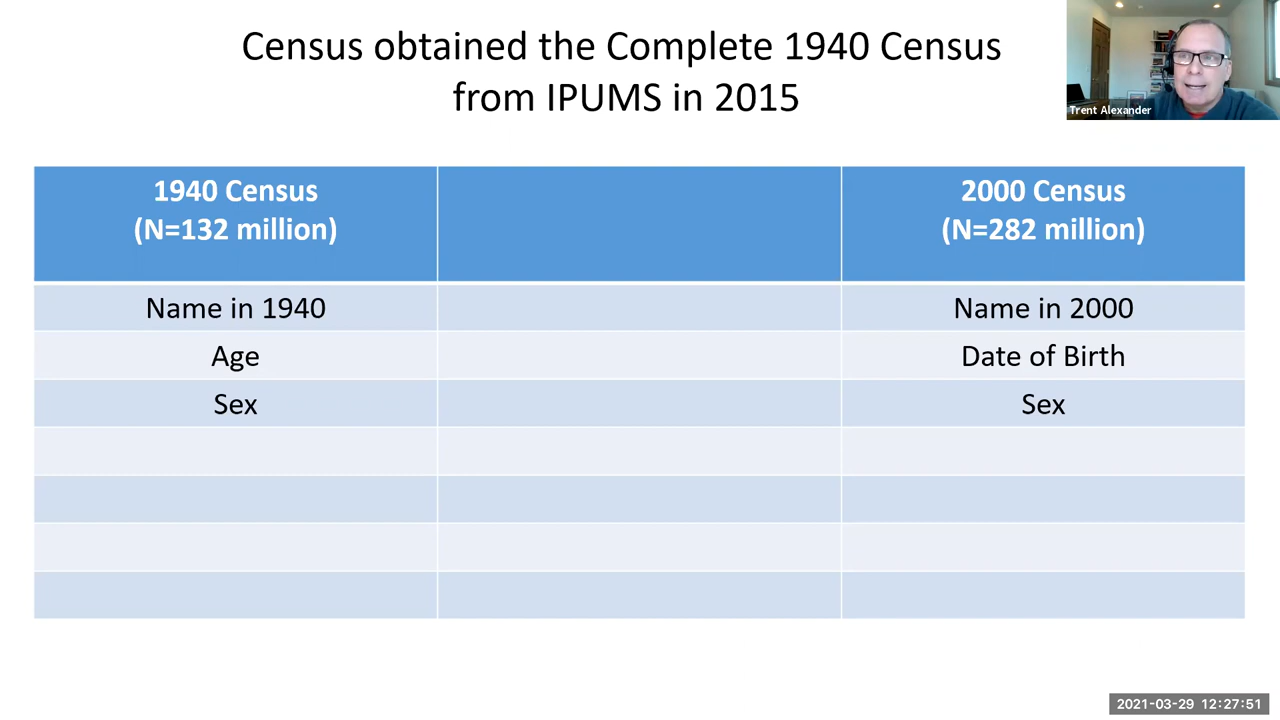 Census obtained the Complete 1940 Census
from IPUMS in 2015
Trent Alexander
1940 Census
(N=132 million)
2000 Census
(N=282 million)
Name in 1940
Name in 2000
Age
Date of Birth
Sex
Sex
2021-03-29 12:27:51